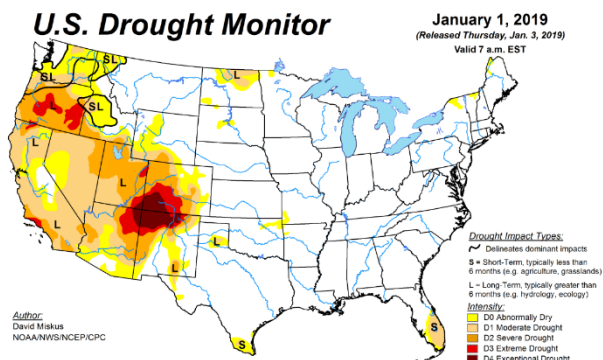 U.S. Drought Monitor
January 1, 2019
(Released Thursday, Jan. 3, 2019)
Valid 7 a.m. EST
SL
SL
L
L
SL
L
L
L
L
L
L
S
S
Drought Impact Types:
Delineates dominant impacts
S = Short-Term, typically less than
6 months (e.g. agriculture, grasslands)
L = Long-Term, typically greater than
6 months (e.g. hydrology, ecology)
Intensity:
D0 Abnormally Dry
D1 Moderate Drought
D2 Severe Drought
D3 Extreme Drought
D4 Exceptional Drought
Author:
David Miskus
NOAA/NWS/NCEP/CPC